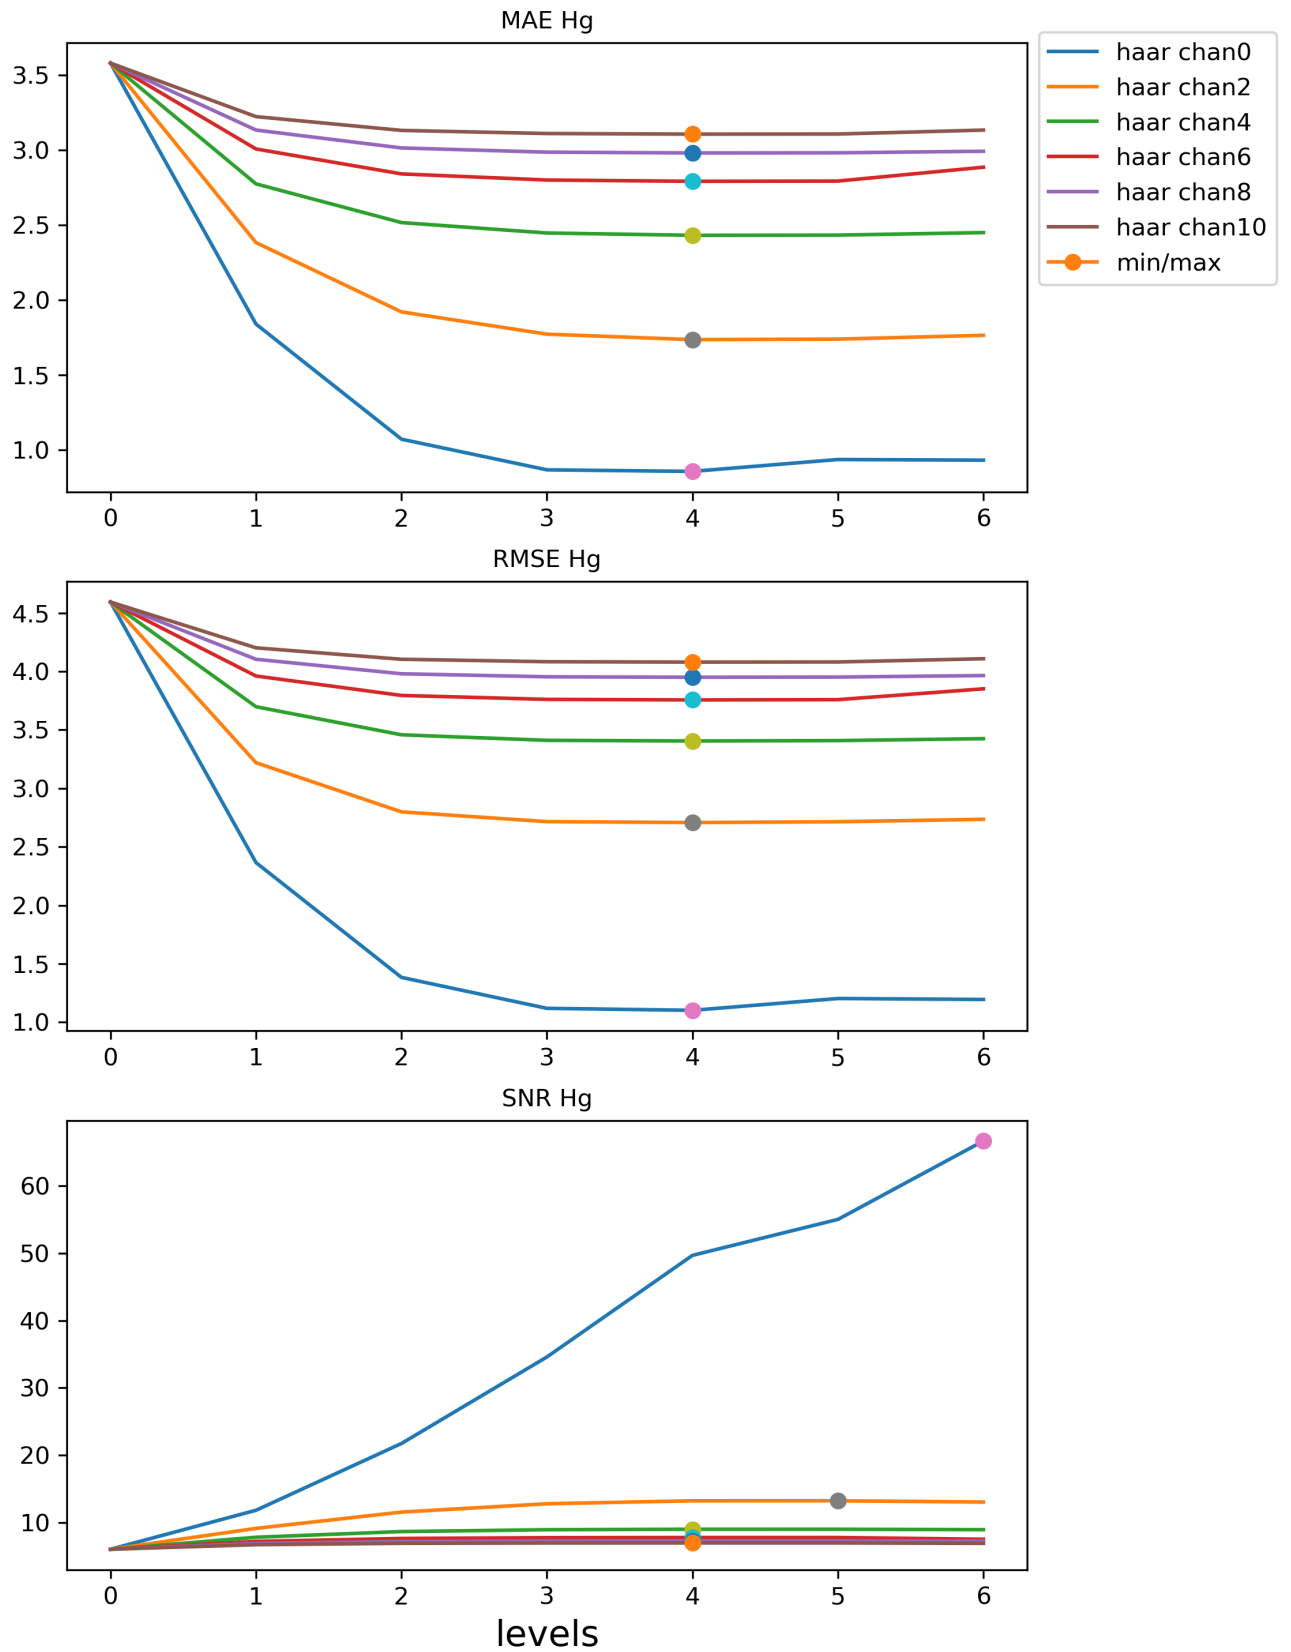 MAE Hg
3.5
3.0
2.5
2.0
1.5
1.0
0 1 2 3 4 5 6
haar chan0
haar chan2
haar chan4
haar chan6
haar chan8
haar chan10
min/max
RMSE Hg
4.5
4.0
3.5
3.0
2.5
2.0
1.5
1.0
0 1 2 3 4 5 6
SNR Hg
60
50
40
30
20
10
0 1 2 3 4 5 6
levels